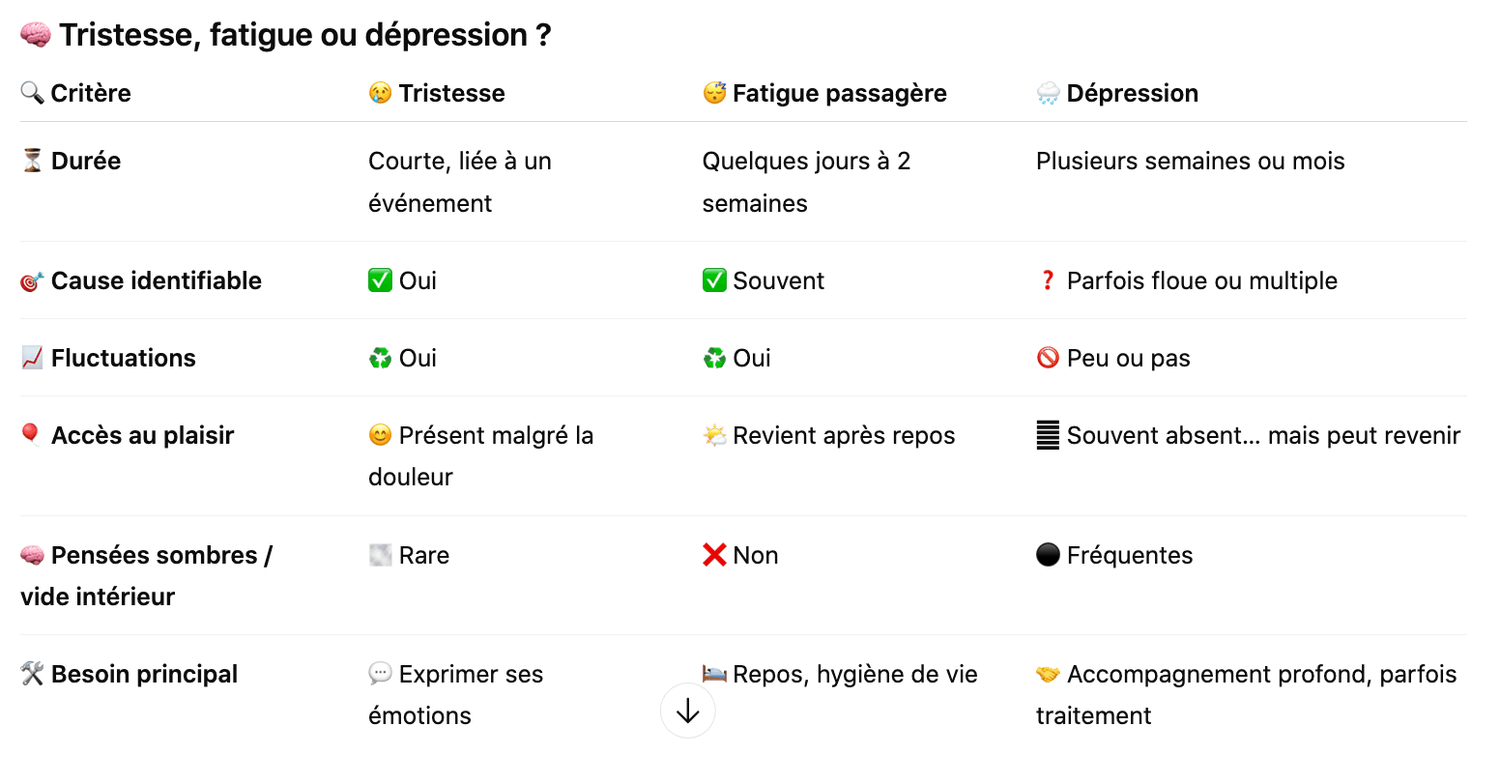 🧠 Tristesse, fatigue ou dépression ?
🔍 Critère 😢 Tristesse 😴 Fatigue passagère 🌧️ Dépression
⏳ Durée Courte, liée à un Quelques jours à 2 Plusieurs semaines ou mois
événement semaines
🎯 Cause identifiable ✅ Oui ✅ Souvent ❓ Parfois floue ou multiple
📈 Fluctuations ♻️ Oui ♻️ Oui 🚫 Peu ou pas
🎈 Accès au plaisir 😊 Présent malgré la 🌤️ Revient après repos Souvent absent... mais peut revenir
douleur
🧠 Pensées sombres / Rare ❌ Non ⚫ Fréquentes
vide intérieur
🛠️ Besoin principal 💬 Exprimer ses 🛌 Repos, hygiène de vie 🤝 Accompagnement profond, parfois
émotions traitement